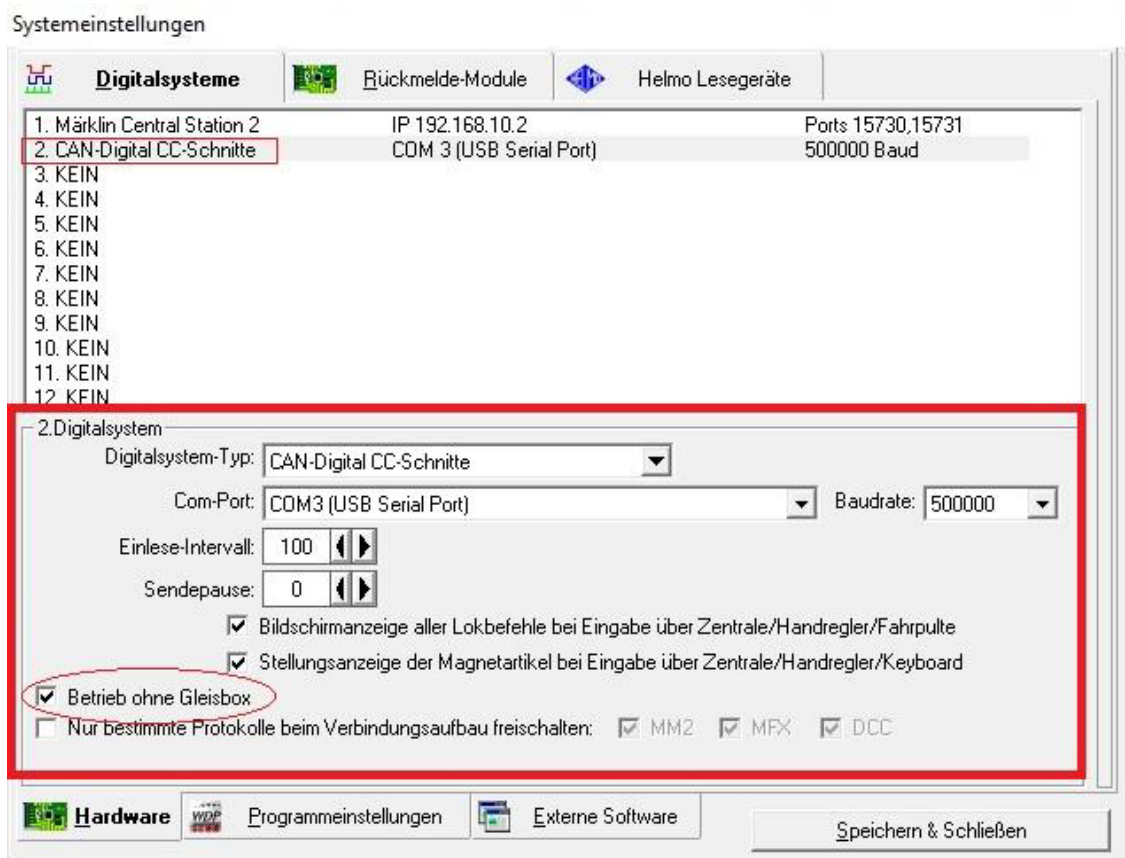 Systemeinstellungen
Digitalsysteme Rückmelde-Module Helmo Lesegeräte
1. Märklin Central Station 2 IP 192.168.10.2 Ports 15730,15731
2. CAN-Digital CC-Schnitte COM 3 (USB Serial Port) 500000 Baud
3. KEIN
4. KEIN
5. KEIN
6. KEIN
7. KEIN
8. KEIN
9. KEIN
10. KEIN
11. KEIN
12. KEIN
2.Digitalsystem
Digitalsystem-Typ: CAN-Digital CC-Schnitte
Com-Port: COM3 (USB Serial Port) Baudrate: 500000
Einlese-Intervall: 100
Sendepause: 0
Bildschirmanzeige aller Lokbefehle bei Eingabe über Zentrale/Handregler/Fahrpulte
Stellungsanzeige der Magnetartikel bei Eingabe über Zentrale/Handregler/Keyboard
Betrieb ohne Gleisbox
Nur bestimmte Protokolle beim Verbindungsaufbau freischalten: MM2 MFX DCC
Hardware WDP Programmeinstellungen Externe Software Speichern & Schließen